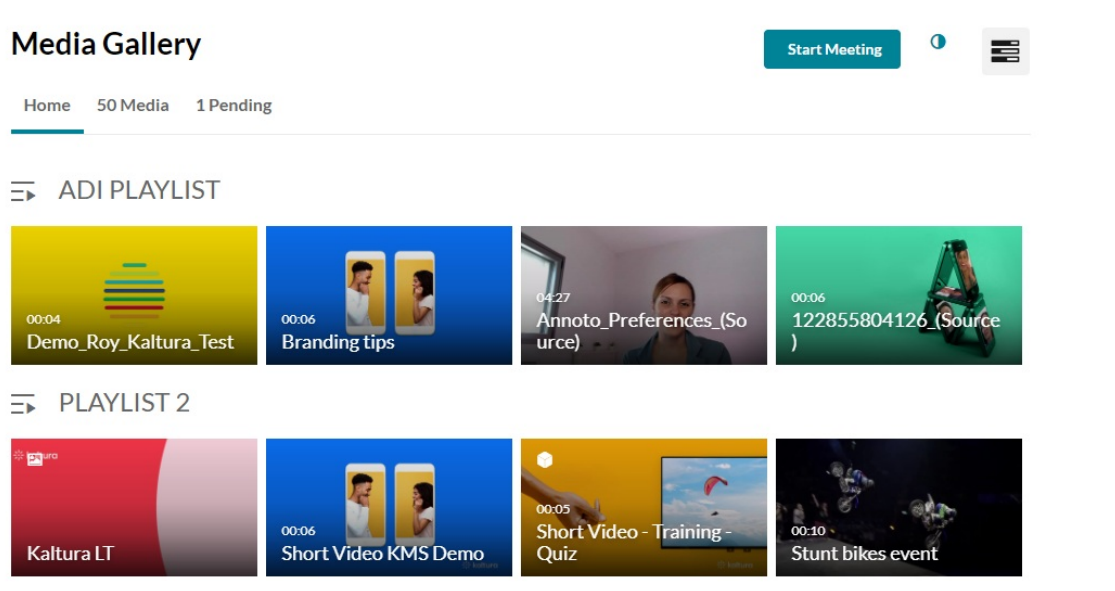 Media Gallery
Start Meeting
Home 50 Media 1 Pending
ADI PLAYLIST
00:04
Demo_Roy_Kaltura_Test
00:06
Branding tips
04:27
Annoto_Preferences_(So
urce)
00:06
122855804126_(Source
)
PLAYLIST 2
Kaltura LT
00:06
Short Video KMS Demo
kaltura
00:05
Short Video - Training -
Quiz
kaltura
00:10
Stunt bikes event